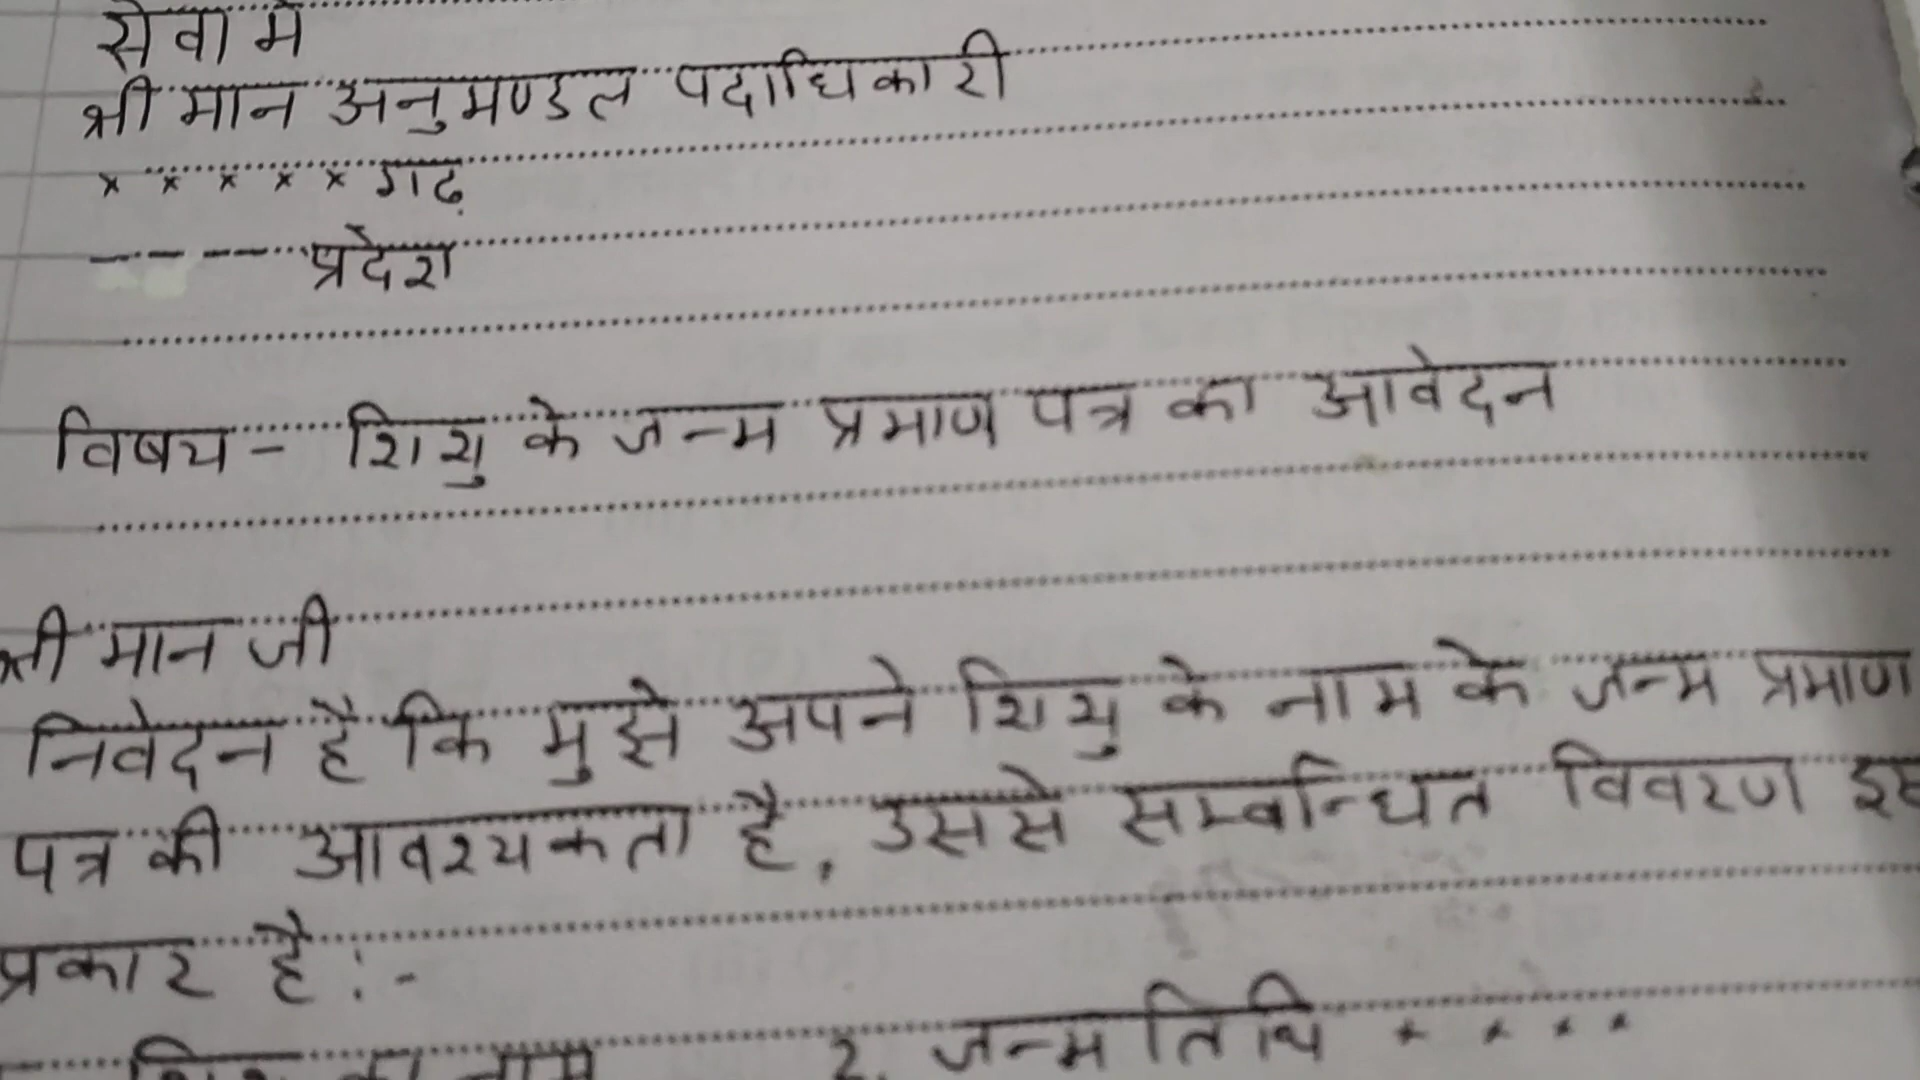 सेवा मे
श्री मान अनुमण्डल पदाधिकारी
× × × × × गढ़
-- -- -- प्रदेश
विषय - शिशु के जन्म प्रमाण पत्र का आवेदन
श्री मान जी
निवेदन है कि मुझे अपने शिशु के नाम के जन्म प्रमाण
पत्र की आवश्यकता है, उससे सम्बन्धित विवरण इस
प्रकार है :-
शिशु का नाम 2. जन्म तिथि × × × ×